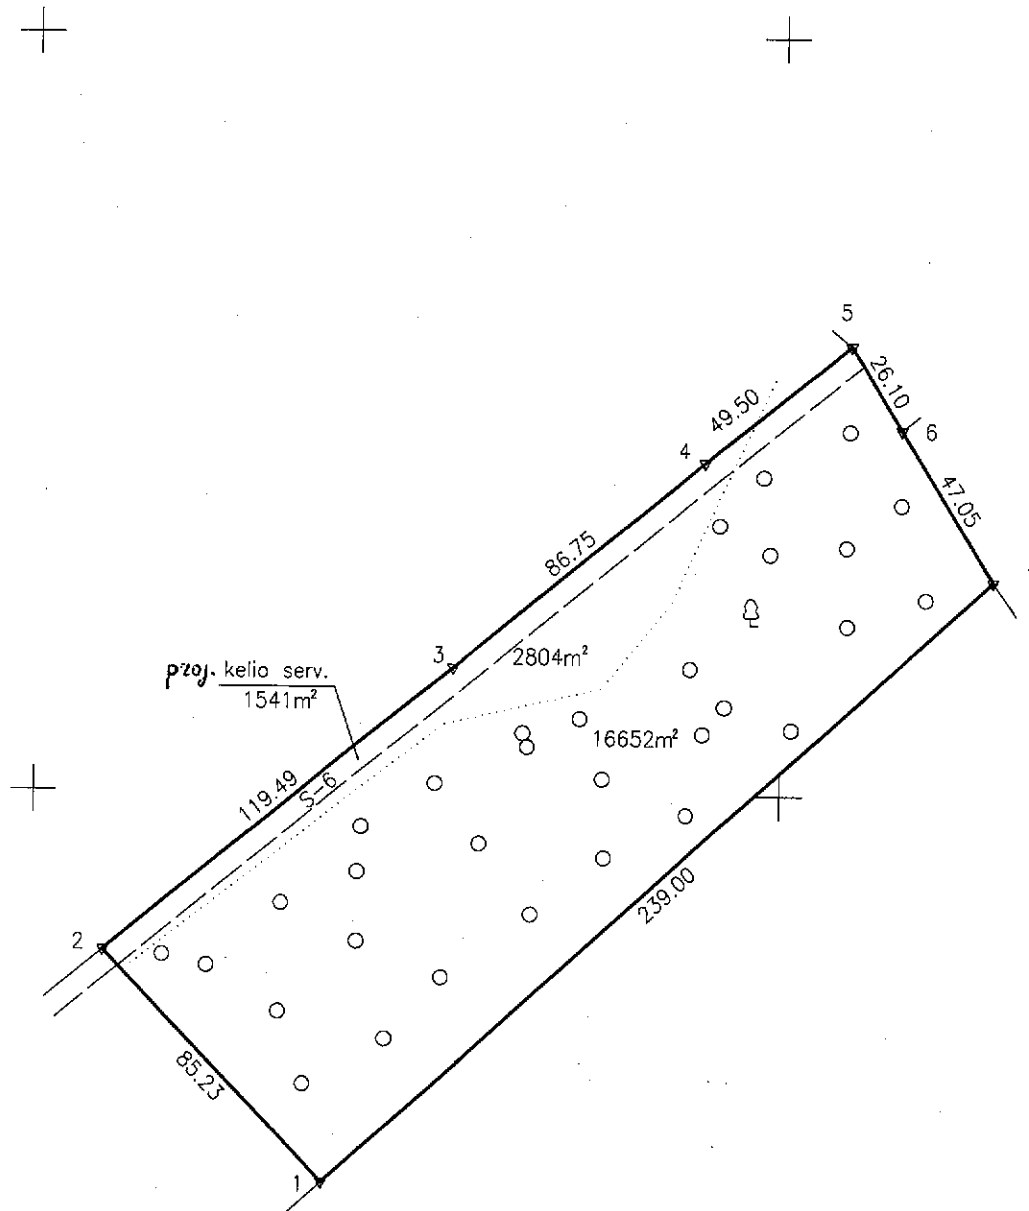 5
26.10
49.50
4
6
47.05
86.75
3
2804m²
proj. kelio serv.
1541m²
16652m²
119.49
S-6
239.00
2
85.23
1